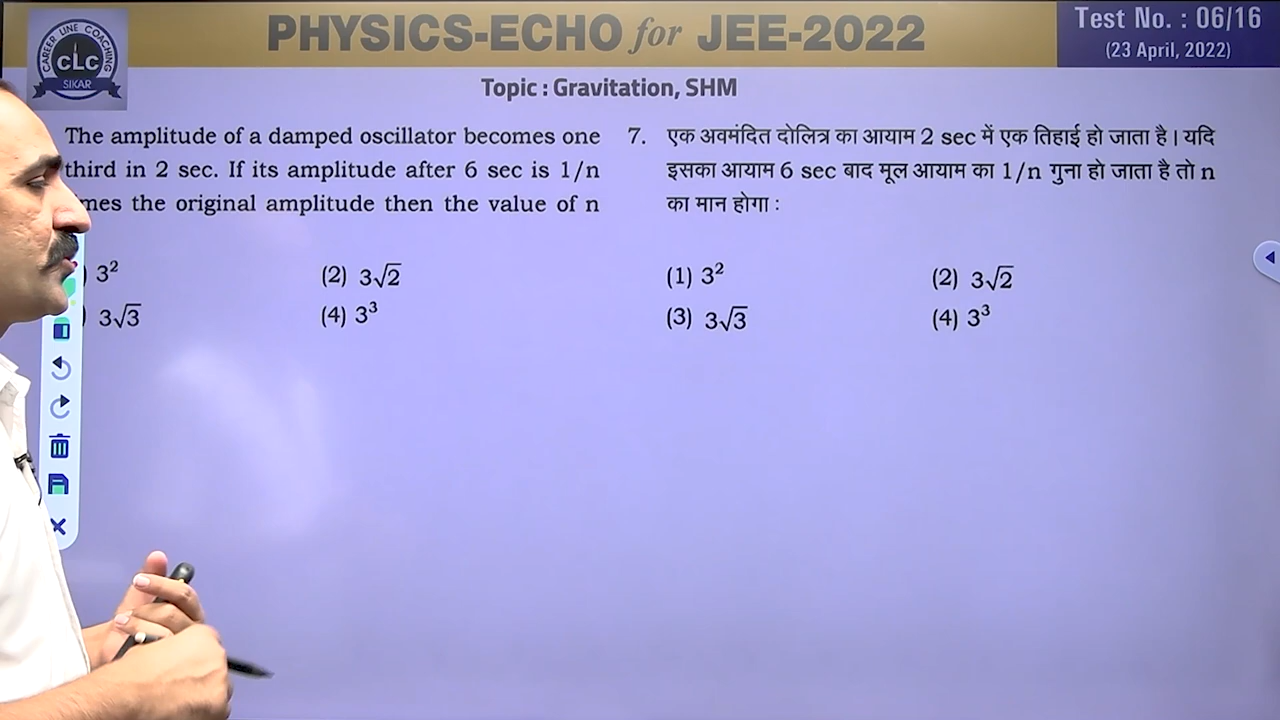 CAREER LINE COACHING
CLC
SIKAR
PHYSICS-ECHO for JEE-2022
Test No. : 06/16
(23 April, 2022)
Topic : Gravitation, SHM
The amplitude of a damped oscillator becomes one
third in 2 sec. If its amplitude after 6 sec is 1/n
the original amplitude then the value of n
) 3²
(2) 3√2
) 3√3
(4) 3³
7. एक अवमंदित दोलित्र का आयाम 2 sec में एक तिहाई हो जाता है। यदि
इसका आयाम 6 sec बाद मूल आयाम का 1/n गुना हो जाता है तो n
का मान होगा :
(1) 3²
(2) 3√2
(3) 3√3
(4) 3³